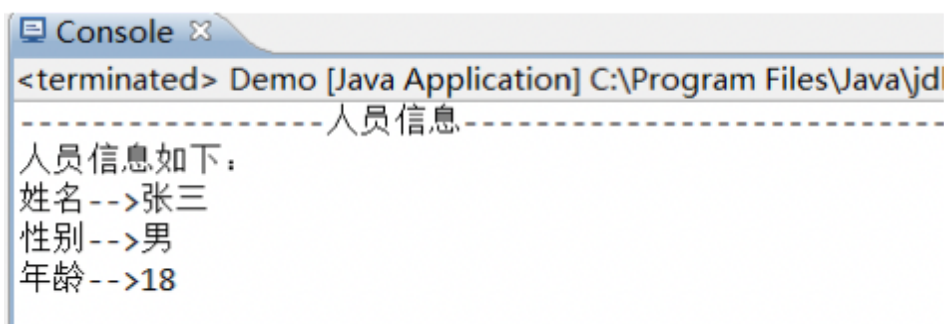 Console
<terminated> Demo [Java Application] C:\Program Files\Java\jd
-----------------人员信息---------------------------
人员信息如下：
姓名-->张三
性别-->男
年龄-->18